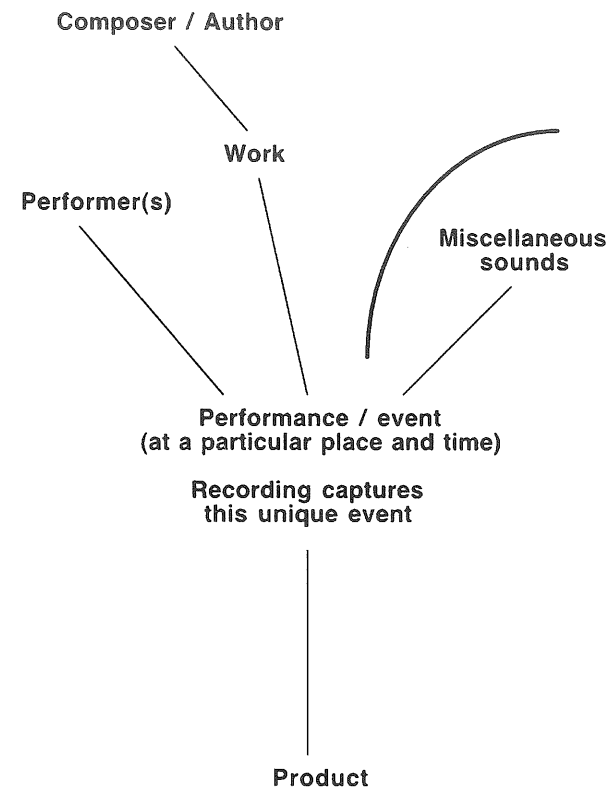 Composer / Author
Work
Performer(s)
Miscellaneous
sounds
Performance / event
(at a particular place and time)
Recording captures
this unique event
Product